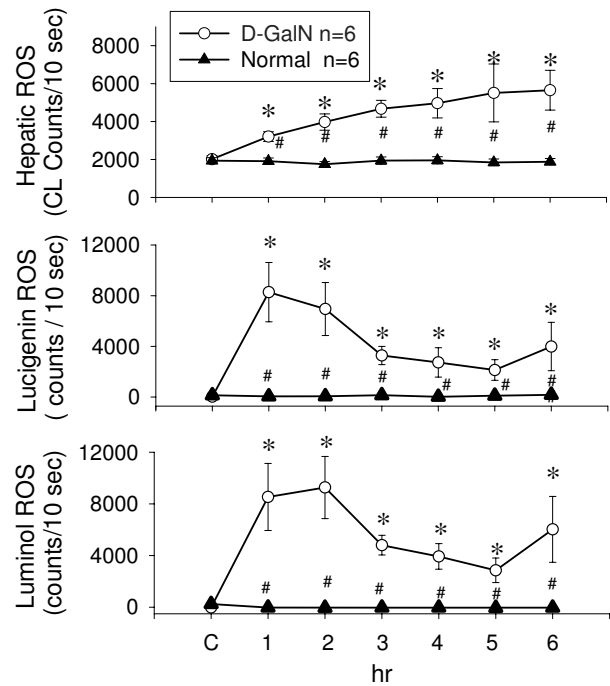 D-GalN n=6
Normal n=6
Hepatic ROS
(CL Counts/10 sec)
8000
6000
4000
2000
0
* * * * * *
# # # # # #
Lucigenin ROS
( counts / 10 sec)
12000
8000
4000
0
* * * * * *
# # # # # #
Luminol ROS
(counts/10 sec)
12000
8000
4000
0
* * * * * *
# # # # # #
C 1 2 3 4 5 6
hr